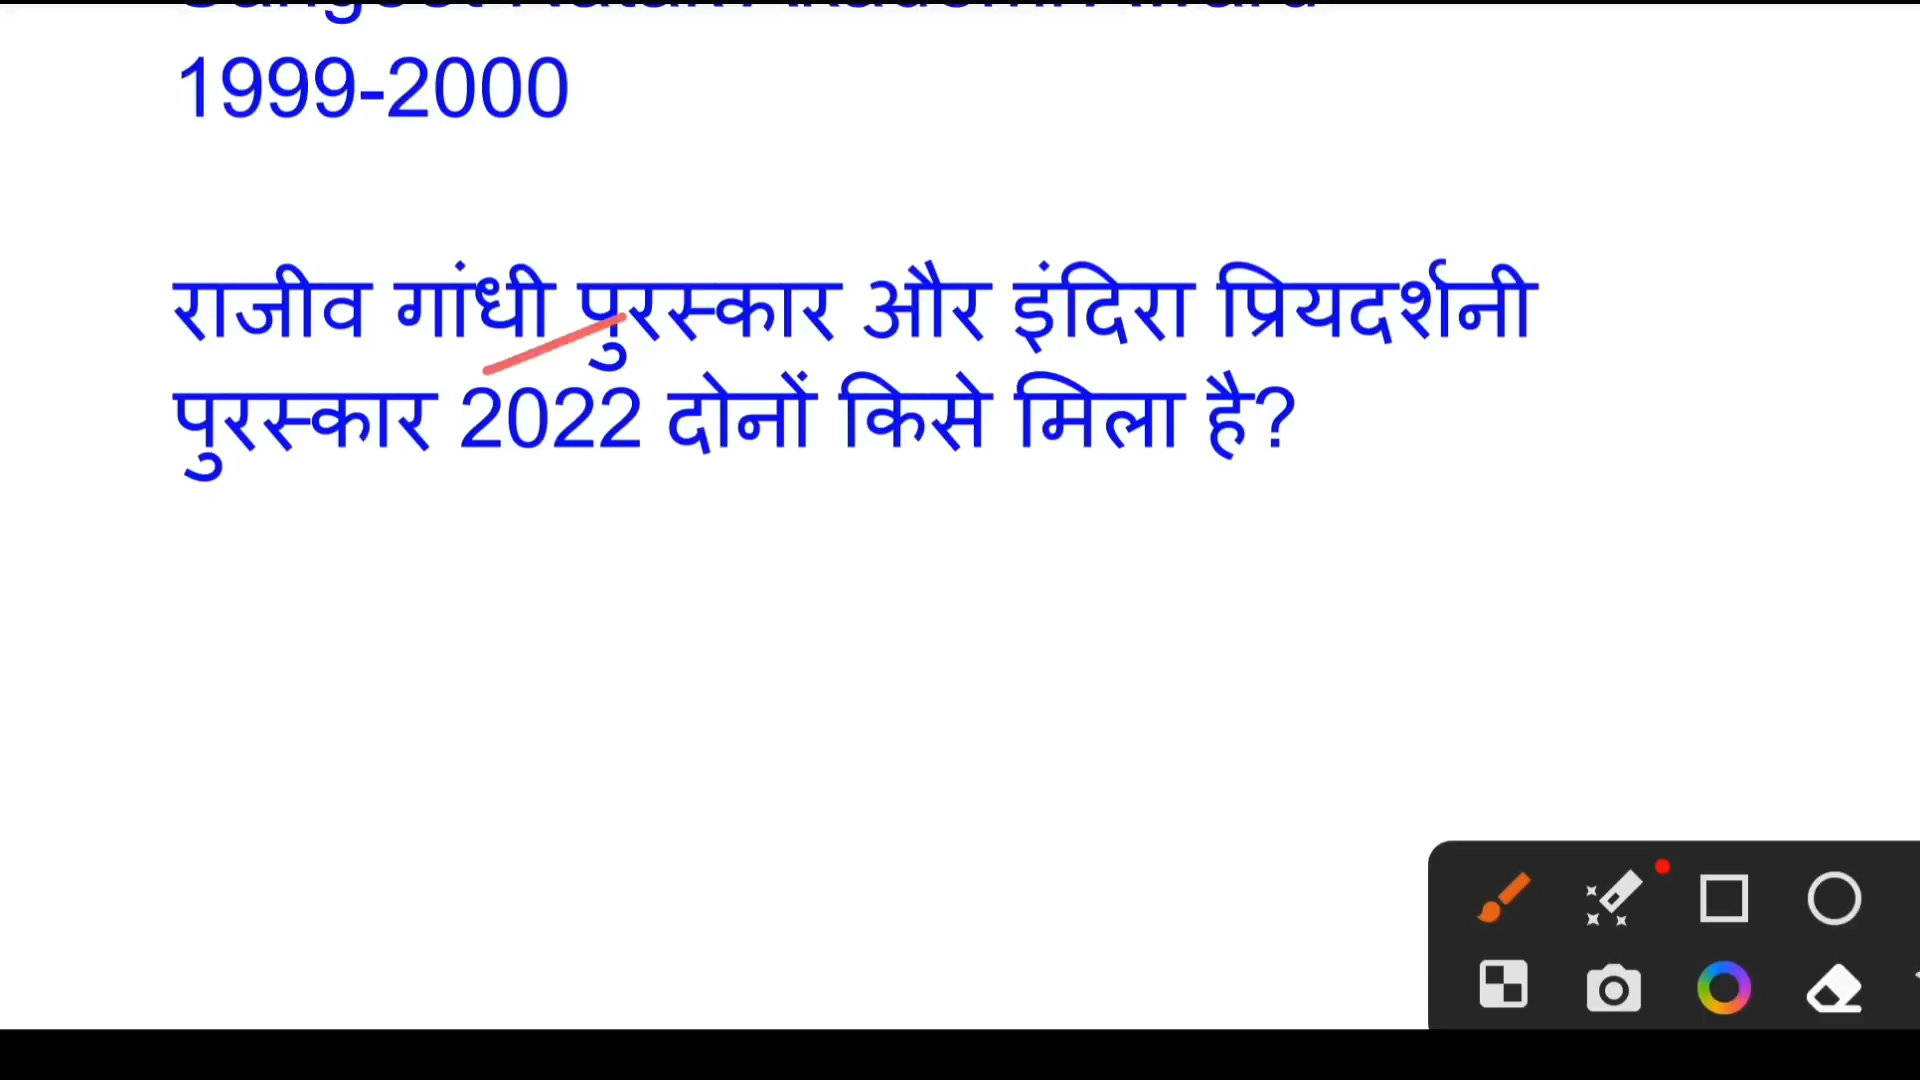 1999-2000
राजीव गांधी पुरस्कार और इंदिरा प्रियदर्शनी
पुरस्कार 2022 दोनों किसे मिला है?